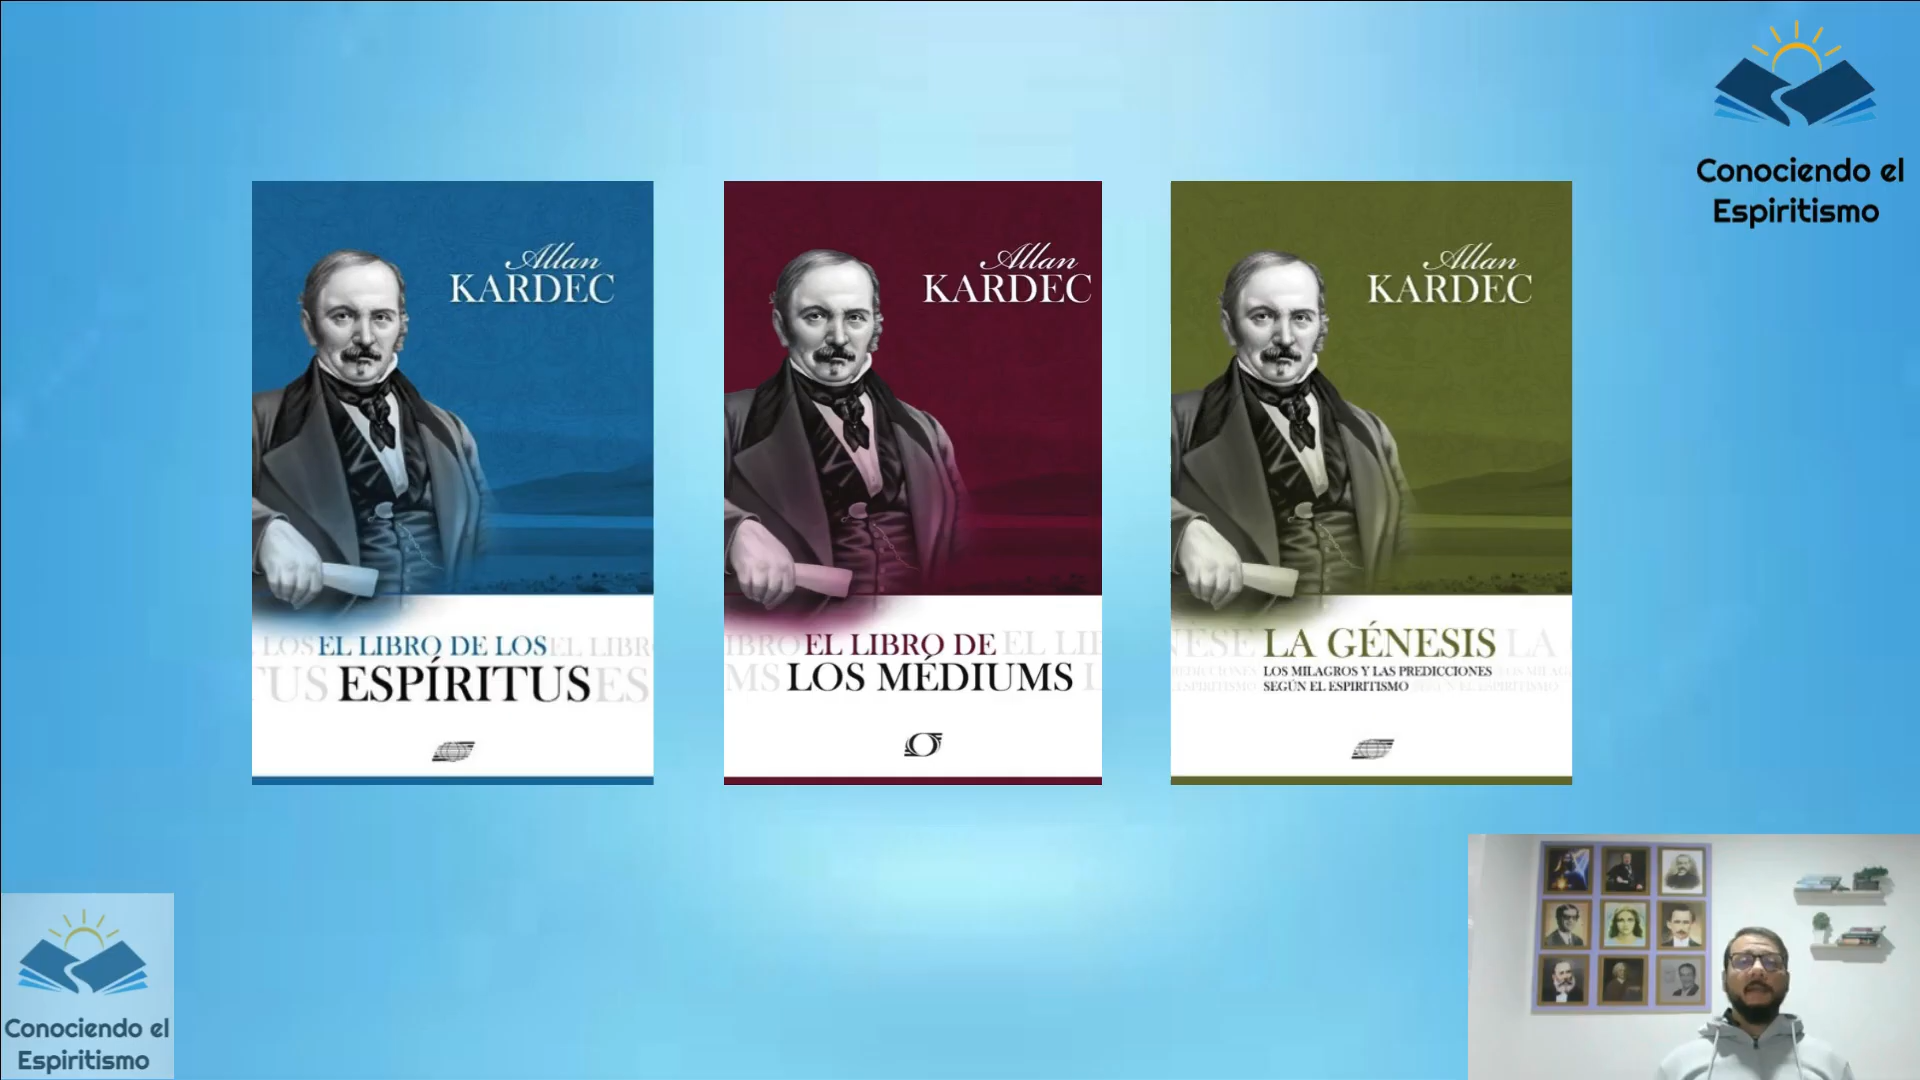 Conociendo el
Espiritismo
Allan
KARDEC
EL LIBRO DE LOS
ESPÍRITUS
Allan
KARDEC
EL LIBRO DE
LOS MÉDIUMS
Allan
KARDEC
LA GÉNESIS
LOS MILAGROS Y LAS PREDICCIONES
SEGÚN EL ESPIRITISMO
Conociendo el
Espiritismo